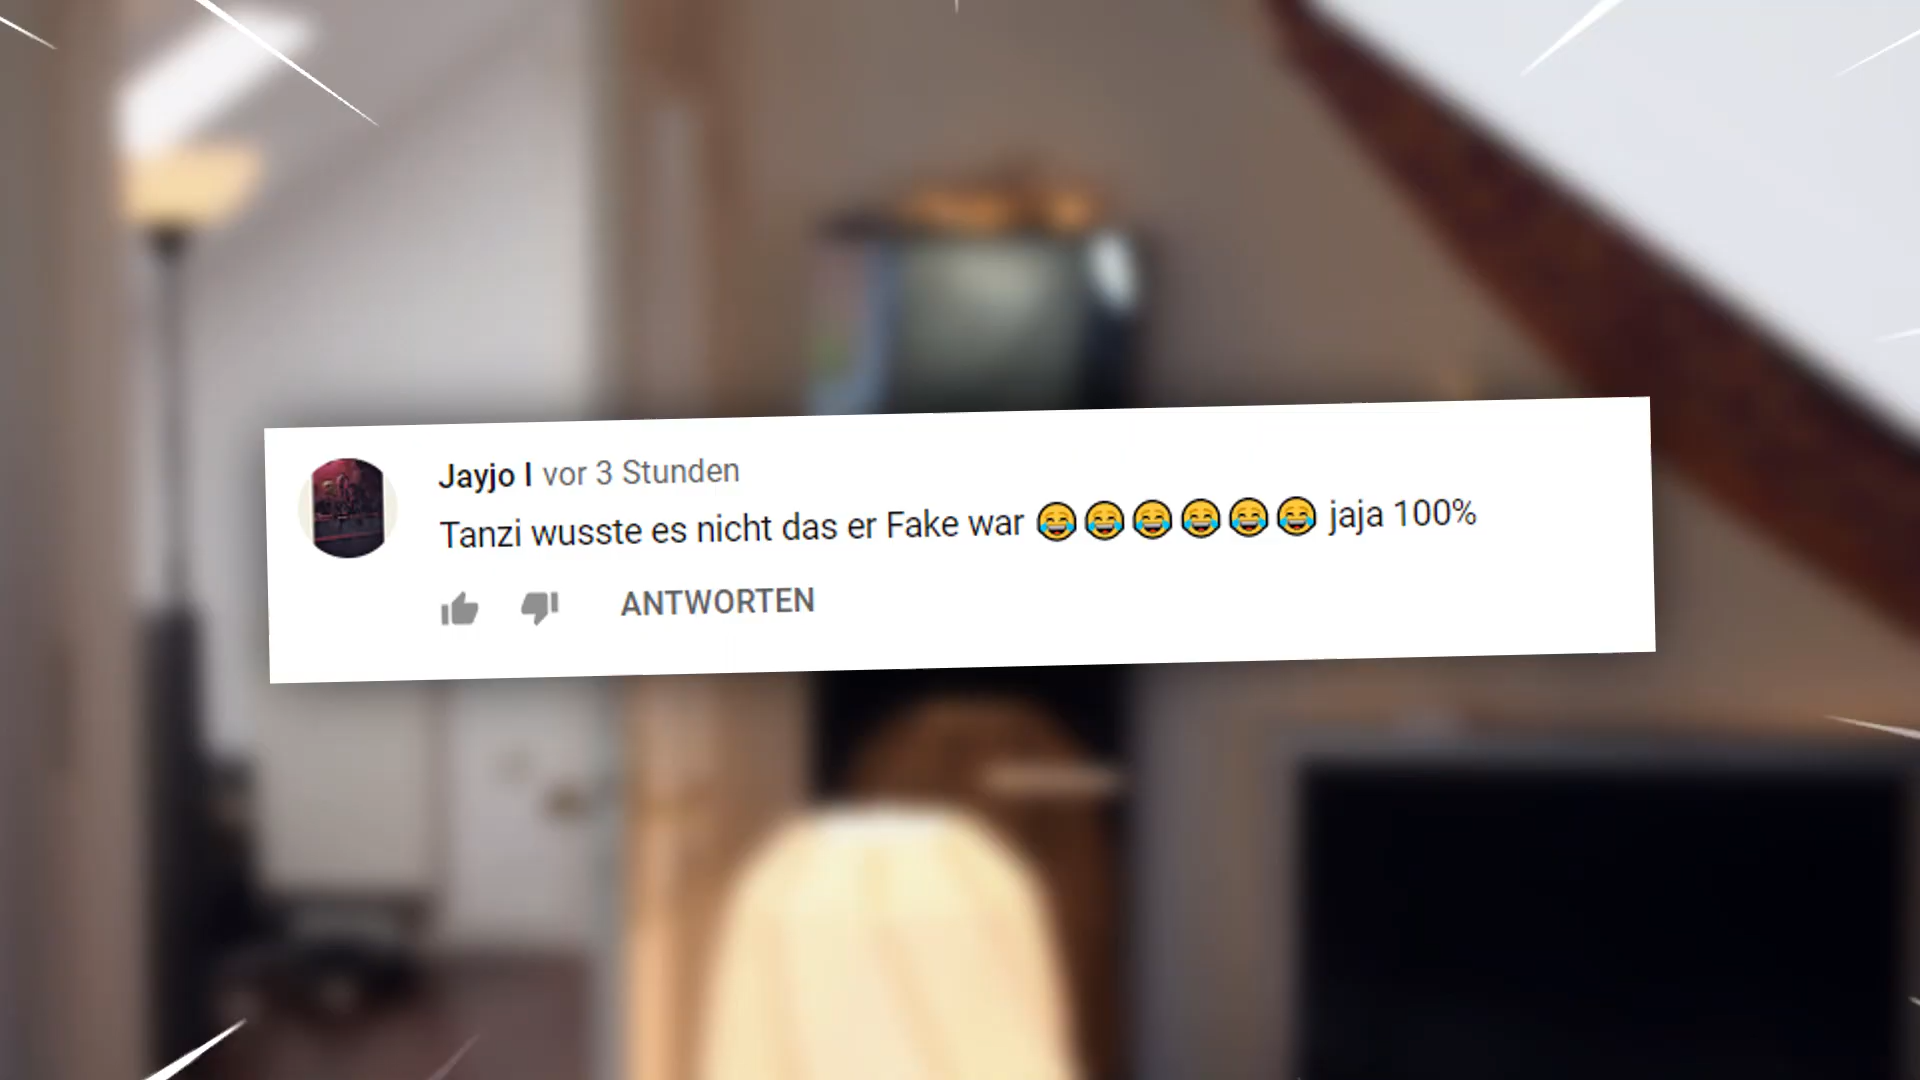 Jayjo I vor 3 Stunden
Tanzi wusste es nicht das er Fake war 😂😂😂😂😂😂 jaja 100%
ANTWORTEN